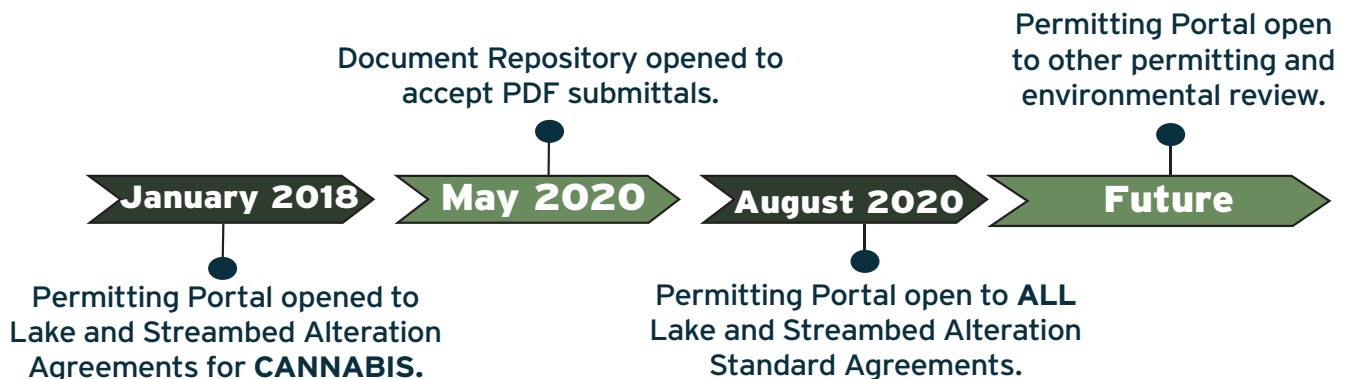 Permitting Portal open
to other permitting and
environmental review.
Document Repository opened to
accept PDF submittals.
January 2018
May 2020
August 2020
Future
Permitting Portal opened to
Lake and Streambed Alteration
Agreements for CANNABIS.
Permitting Portal open to ALL
Lake and Streambed Alteration
Standard Agreements.